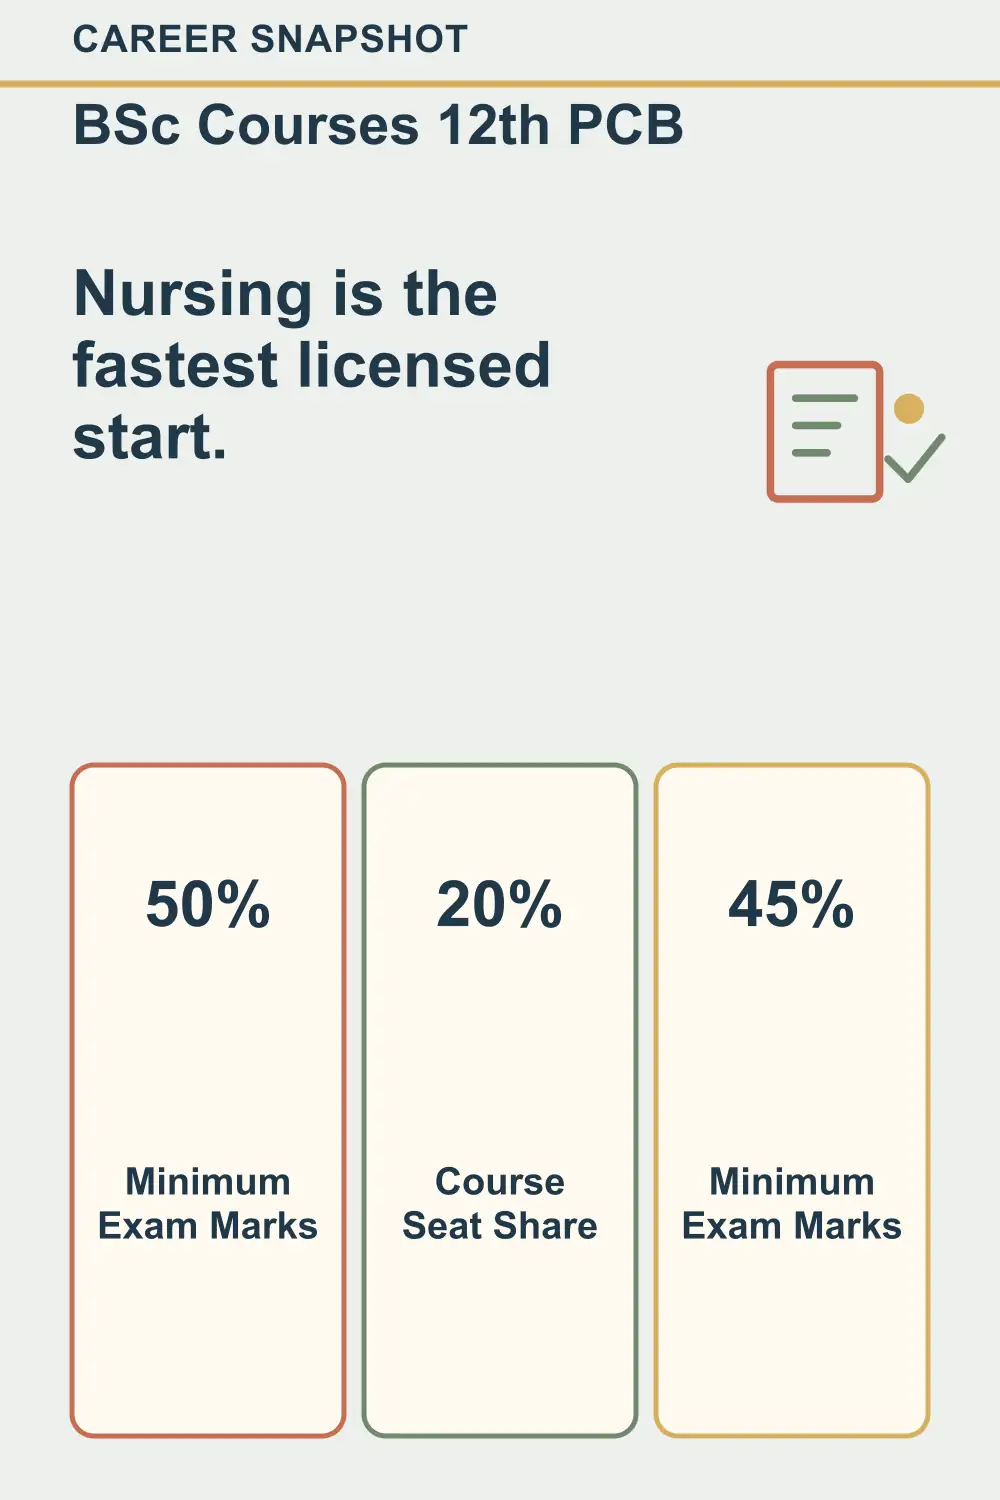 CAREER SNAPSHOT
BSc Courses 12th PCB
Nursing is the
fastest licensed
start.
50%
Minimum
Exam Marks
20%
Course
Seat Share
45%
Minimum
Exam Marks